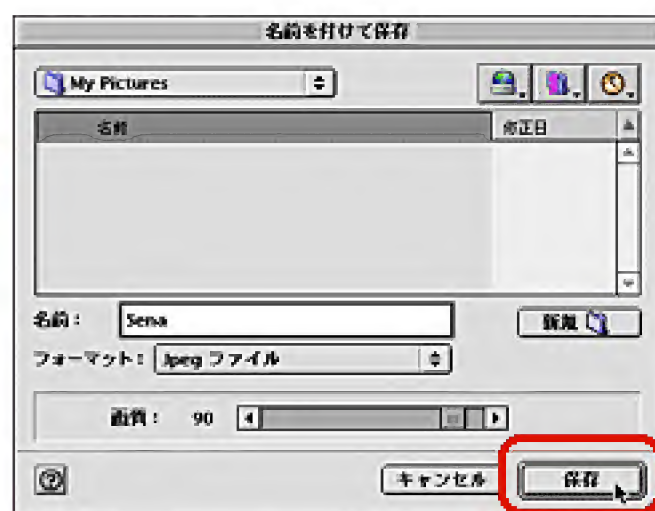 名前を付けて保存
My Pictures
名前 修正日
名前： Sena
新規
フォーマット： Jpeg ファイル
画質： 90
キャンセル 保存